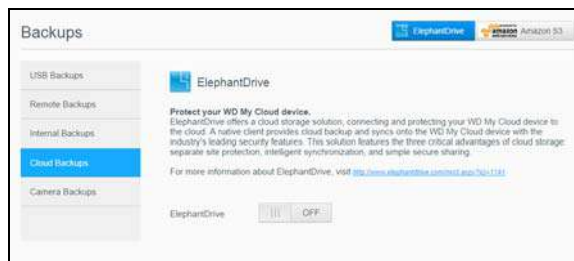 Backups
ElephantDrive
Amazon S3
USB Backups
Remote Backups
Internal Backups
Cloud Backups
Camera Backups
ElephantDrive
Protect your WD My Cloud device.
ElephantDrive offers a cloud storage solution, connecting and protecting your WD My Cloud device to
the cloud. A native client provides cloud backup and syncs onto the WD My Cloud device with the
industry's leading security features. This solution features the three critical advantages of cloud storage:
separate site protection, intelligent synchronization, and simple secure sharing.
For more information about ElephantDrive, visit
ElephantDrive
OFF